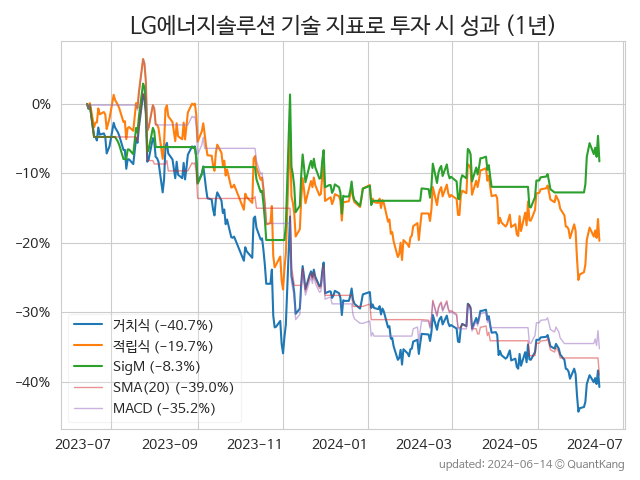 LG에너지솔루션 기술 지표로 투자 시 성과 (1년)
0%
−10%
−20%
−30%
−40%
거치식 (−40.7%)
적립식 (−19.7%)
SigM (−8.3%)
SMA(20) (−39.0%)
MACD (−35.2%)
2023-07 2023-09 2023-11 2024-01 2024-03 2024-05 2024-07
updated: 2024-06-14 © QuantKang